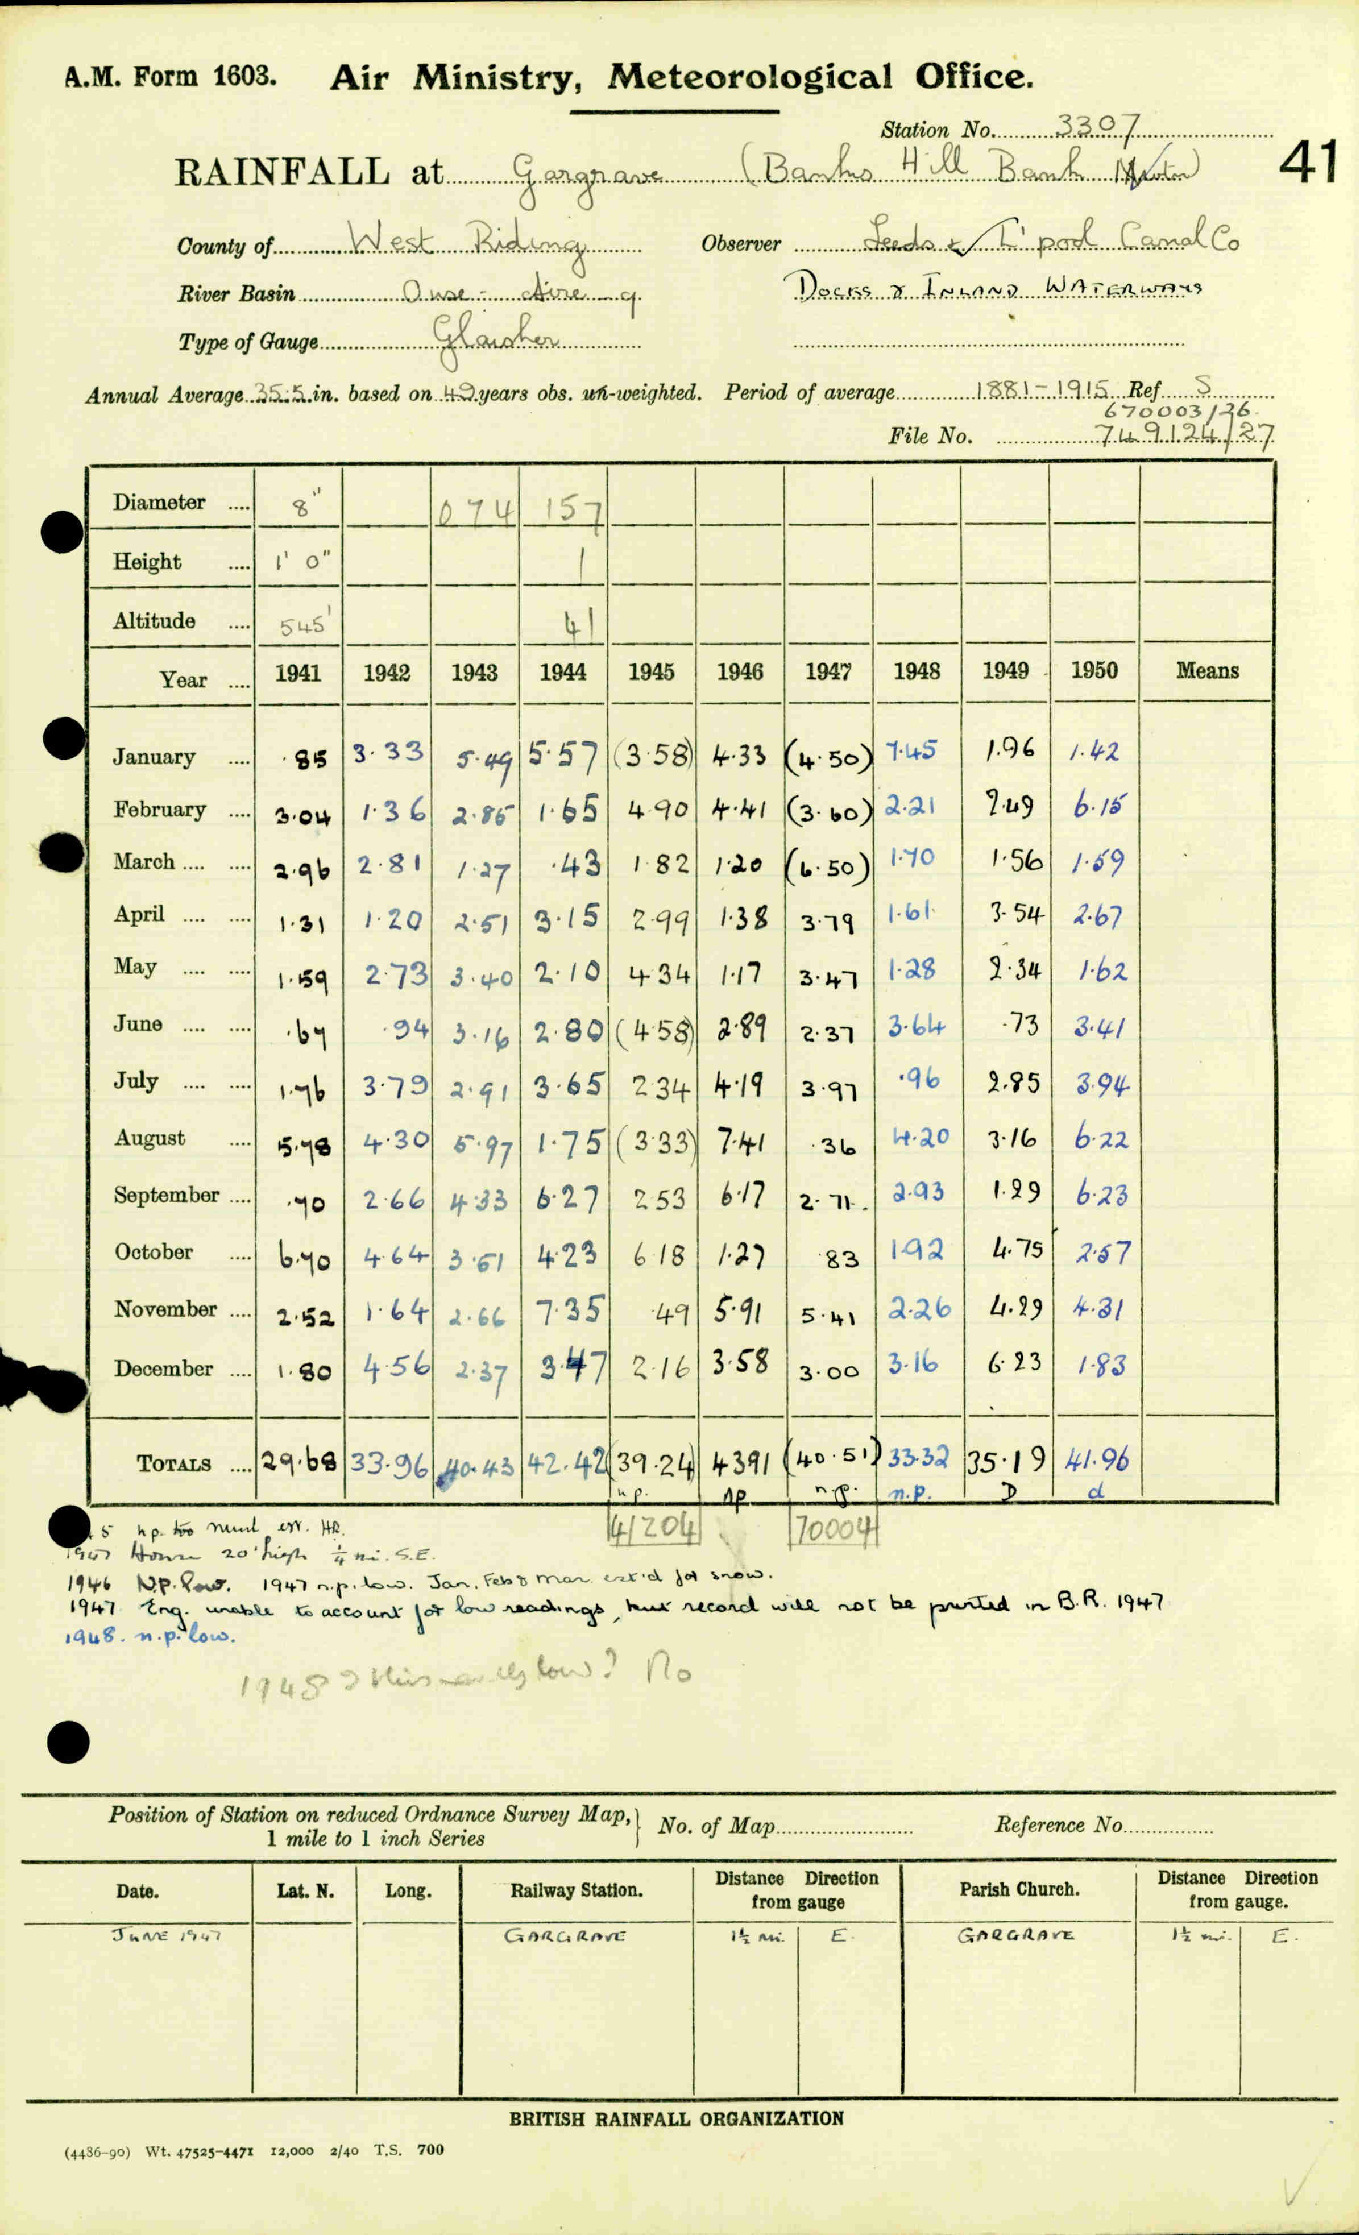 A.M. Form 1603. Air Ministry, Meteorological Office.
Station No. 3307
41
RAINFALL at Gargrave (Banks Hill Bank Newton)
County of West Riding Observer Leeds & L'pool Canal Co
River Basin Ouse - Aire - g. DOCKS & INLAND WATERWAYS
Type of Gauge Glaisher
Annual Average 35.5 in. based on 49 years obs. un-weighted. Period of average 1881-1915 Ref S
670003/26
File No. 749124/27
Diameter .... 8" 074 157
Height .... 1' 0" 1
Altitude .... 545' 41
Year .... 1941 1942 1943 1944 1945 1946 1947 1948 1949 1950 Means
January .... .85 3.33 5.49 5.57 (3.58) 4.33 (4.50) 7.45 1.96 1.42
February .... 3.04 1.36 2.85 1.65 4.90 4.41 (3.60) 2.21 2.49 6.15
March .... .... 2.96 2.81 1.27 .43 1.82 1.20 (6.50) 1.70 1.56 1.59
April .... .... 1.31 1.20 2.51 3.15 2.99 1.38 3.79 1.61 3.54 2.67
May .... .... 1.59 2.73 3.40 2.10 4.34 1.17 3.47 1.28 2.34 1.62
June .... .... .67 .94 3.16 2.80 (4.58) 2.89 2.37 3.64 .73 3.41
July .... .... 1.76 3.79 2.91 3.65 2.34 4.19 3.97 .96 2.85 3.94
August .... 5.78 4.30 5.97 1.75 (3.33) 7.41 .36 4.20 3.16 6.22
September .... .70 2.66 4.33 6.27 2.53 6.17 2.71 2.93 1.29 6.23
October .... 6.70 4.64 3.51 4.23 6.18 1.27 .83 1.92 4.75 2.57
November .... 2.52 1.64 2.66 7.35 .49 5.91 5.41 2.26 4.29 4.31
December .... 1.80 4.56 2.37 3.47 2.16 3.58 3.00 3.16 6.23 1.83
TOTALS .... 29.68 33.96 40.43 42.42 (39.24) 43.91 (40.51) 33.32 35.19 41.96
n.p. np n.p. n.p. D d
41204 70004
5 n.p. too much est. HR.
1947 House 20' high ¼ mi. S.E.
1946 N.P. low. 1947 n.p. low. Jan. Feb & Mar est'd for snow.
1947 Eng. unable to account for low readings, but record will not be printed in B.R. 1947
1948. n.p. low.
1948 low? No
Position of Station on reduced Ordnance Survey Map, } No. of Map Reference No.
1 mile to 1 inch Series
Date. Lat. N. Long. Railway Station. Distance Direction from gauge Parish Church. Distance Direction from gauge.
JUNE 1947 GARGRAVE 1½ mi. E. GARGRAVE 1½ mi. E.
BRITISH RAINFALL ORGANIZATION
(4486-90) Wt. 47525-4471 12,000 2/40 T.S. 700